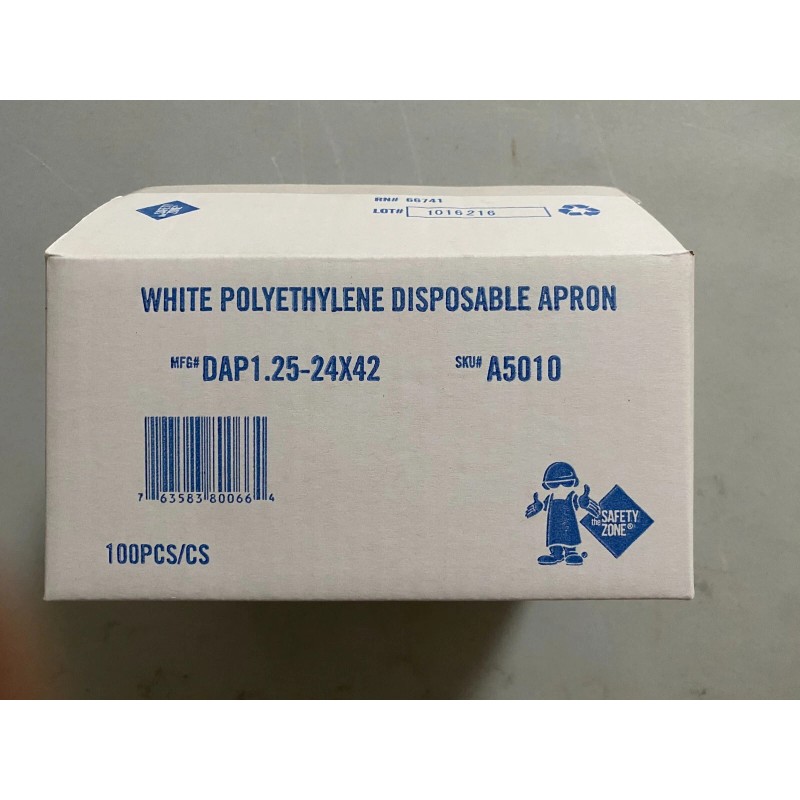 RN# 66741
LOT# 1016216
WHITE POLYETHYLENE DISPOSABLE APRON
MFG# DAP1.25-24X42 SKU# A5010
7 63583 80066 4
100PCS/CS
the SAFETY
ZONE®